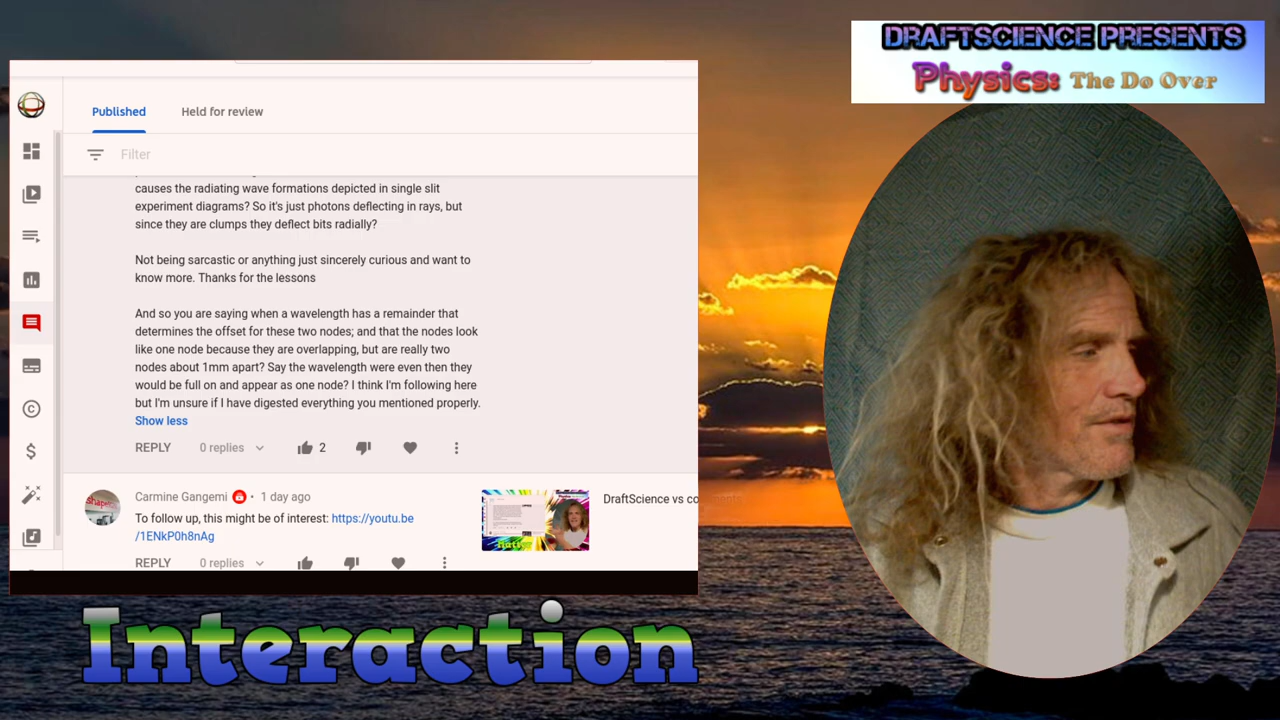 DRAFTSCIENCE PRESENTS
Physics: The Do Over
Published
Held for review
Filter
causes the radiating wave formations depicted in single slit
experiment diagrams? So it's just photons deflecting in rays, but
since they are clumps they deflect bits radially?
Not being sarcastic or anything just sincerely curious and want to
know more. Thanks for the lessons
And so you are saying when a wavelength has a remainder that
determines the offset for these two nodes; and that the nodes look
like one node because they are overlapping, but are really two
nodes about 1mm apart? Say the wavelength were even then they
would be full on and appear as one node? I think I'm following here
but I'm unsure if I have digested everything you mentioned properly.
Show less
REPLY
0 replies
2
Carmine Gangemi • 1 day ago
To follow up, this might be of interest: https://youtu.be
/1ENkP0h8nAg
DraftScience vs co
REPLY
0 replies
Interaction